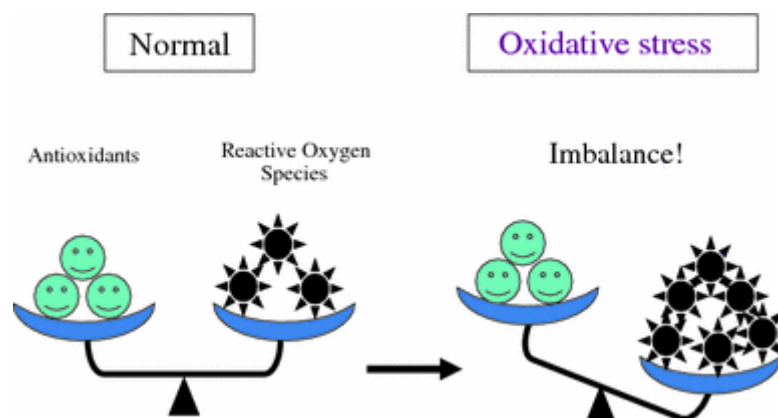 Normal
Oxidative stress
Antioxidants
Reactive Oxygen
Species
Imbalance!